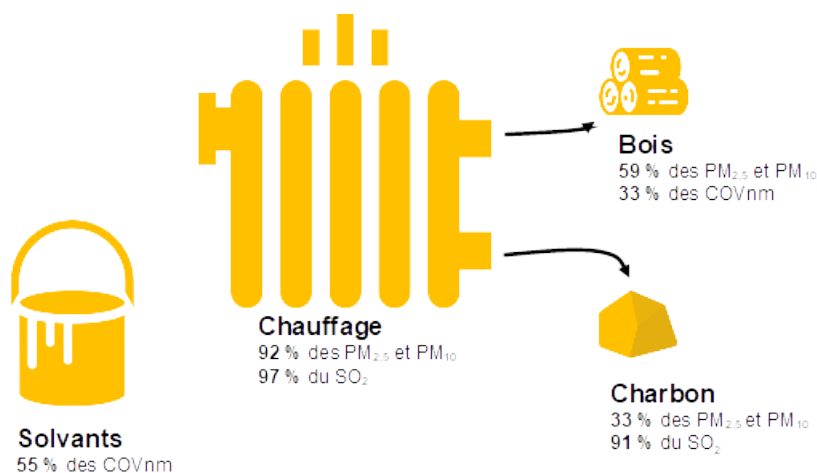 Bois
59 % des PM₂.₅ et PM₁₀
33 % des COVnm
Chauffage
92 % des PM₂.₅ et PM₁₀
97 % du SO₂
Charbon
33 % des PM₂.₅ et PM₁₀
91 % du SO₂
Solvants
55 % des COVnm